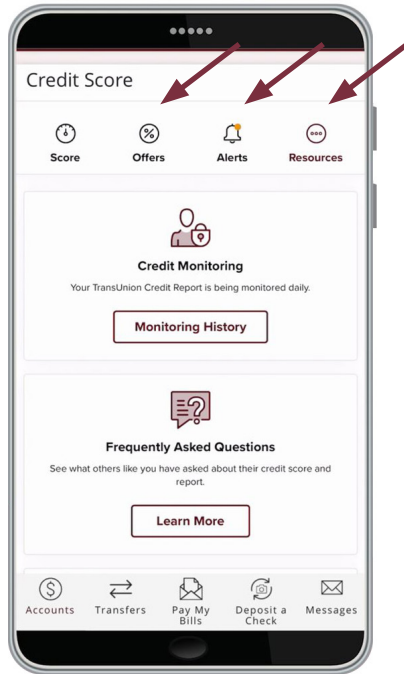 Credit Score
Score Offers Alerts Resources
Credit Monitoring
Your TransUnion Credit Report is being monitored daily.
Monitoring History
Frequently Asked Questions
See what others like you have asked about their credit score and
report.
Learn More
Accounts Transfers Pay My Deposit a Messages
Bills Check